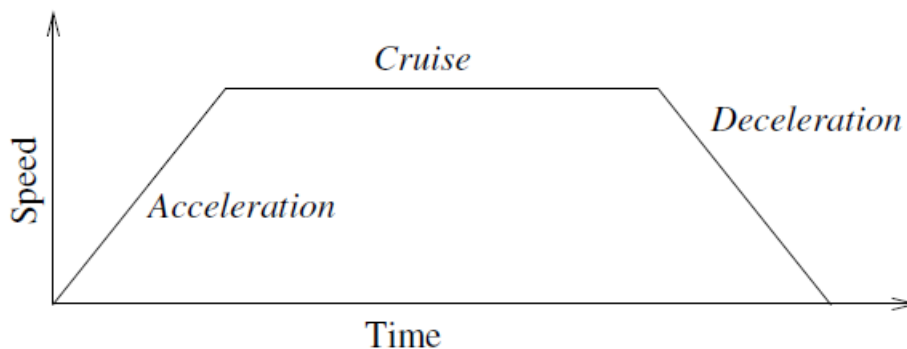 Cruise
Deceleration
Speed
Acceleration
Time